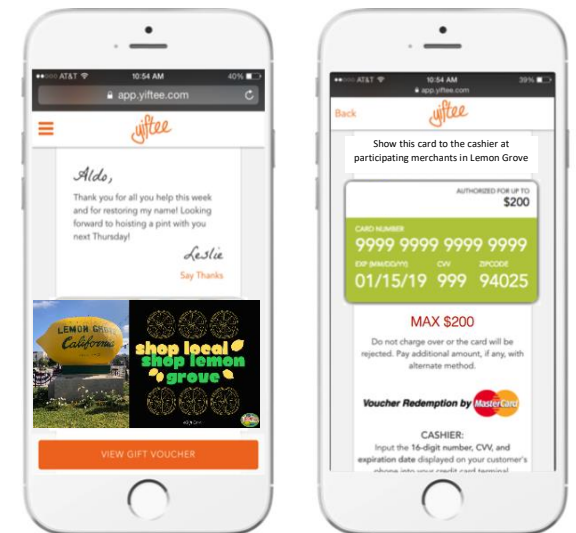 ●●○○○ AT&T 10:54 AM 40%
app.yiftee.com
yiftee
Aldo,
Thank you for all you help this week
and for restoring my name! Looking
forward to hoisting a pint with you
next Thursday!
Leslie
Say Thanks
LEMON GROVE
California
shop local
shop lemon
grove
VIEW GIFT VOUCHER
●●○○○ AT&T 10:54 AM 39%
app.yiftee.com
Back
yiftee
Show this card to the cashier at
participating merchants in Lemon Grove
AUTHORIZED FOR UP TO
$200
CARD NUMBER
9999 9999 9999 9999
EXP (MM/DD/YY) CVV ZIPCODE
01/15/19 999 94025
MAX $200
Do not charge over or the card will be
rejected. Pay additional amount, if any, with
alternate method.
Voucher Redemption by MasterCard
CASHIER:
Input the 16-digit number, CVV, and
expiration date displayed on your customer's
phone into your credit card terminal